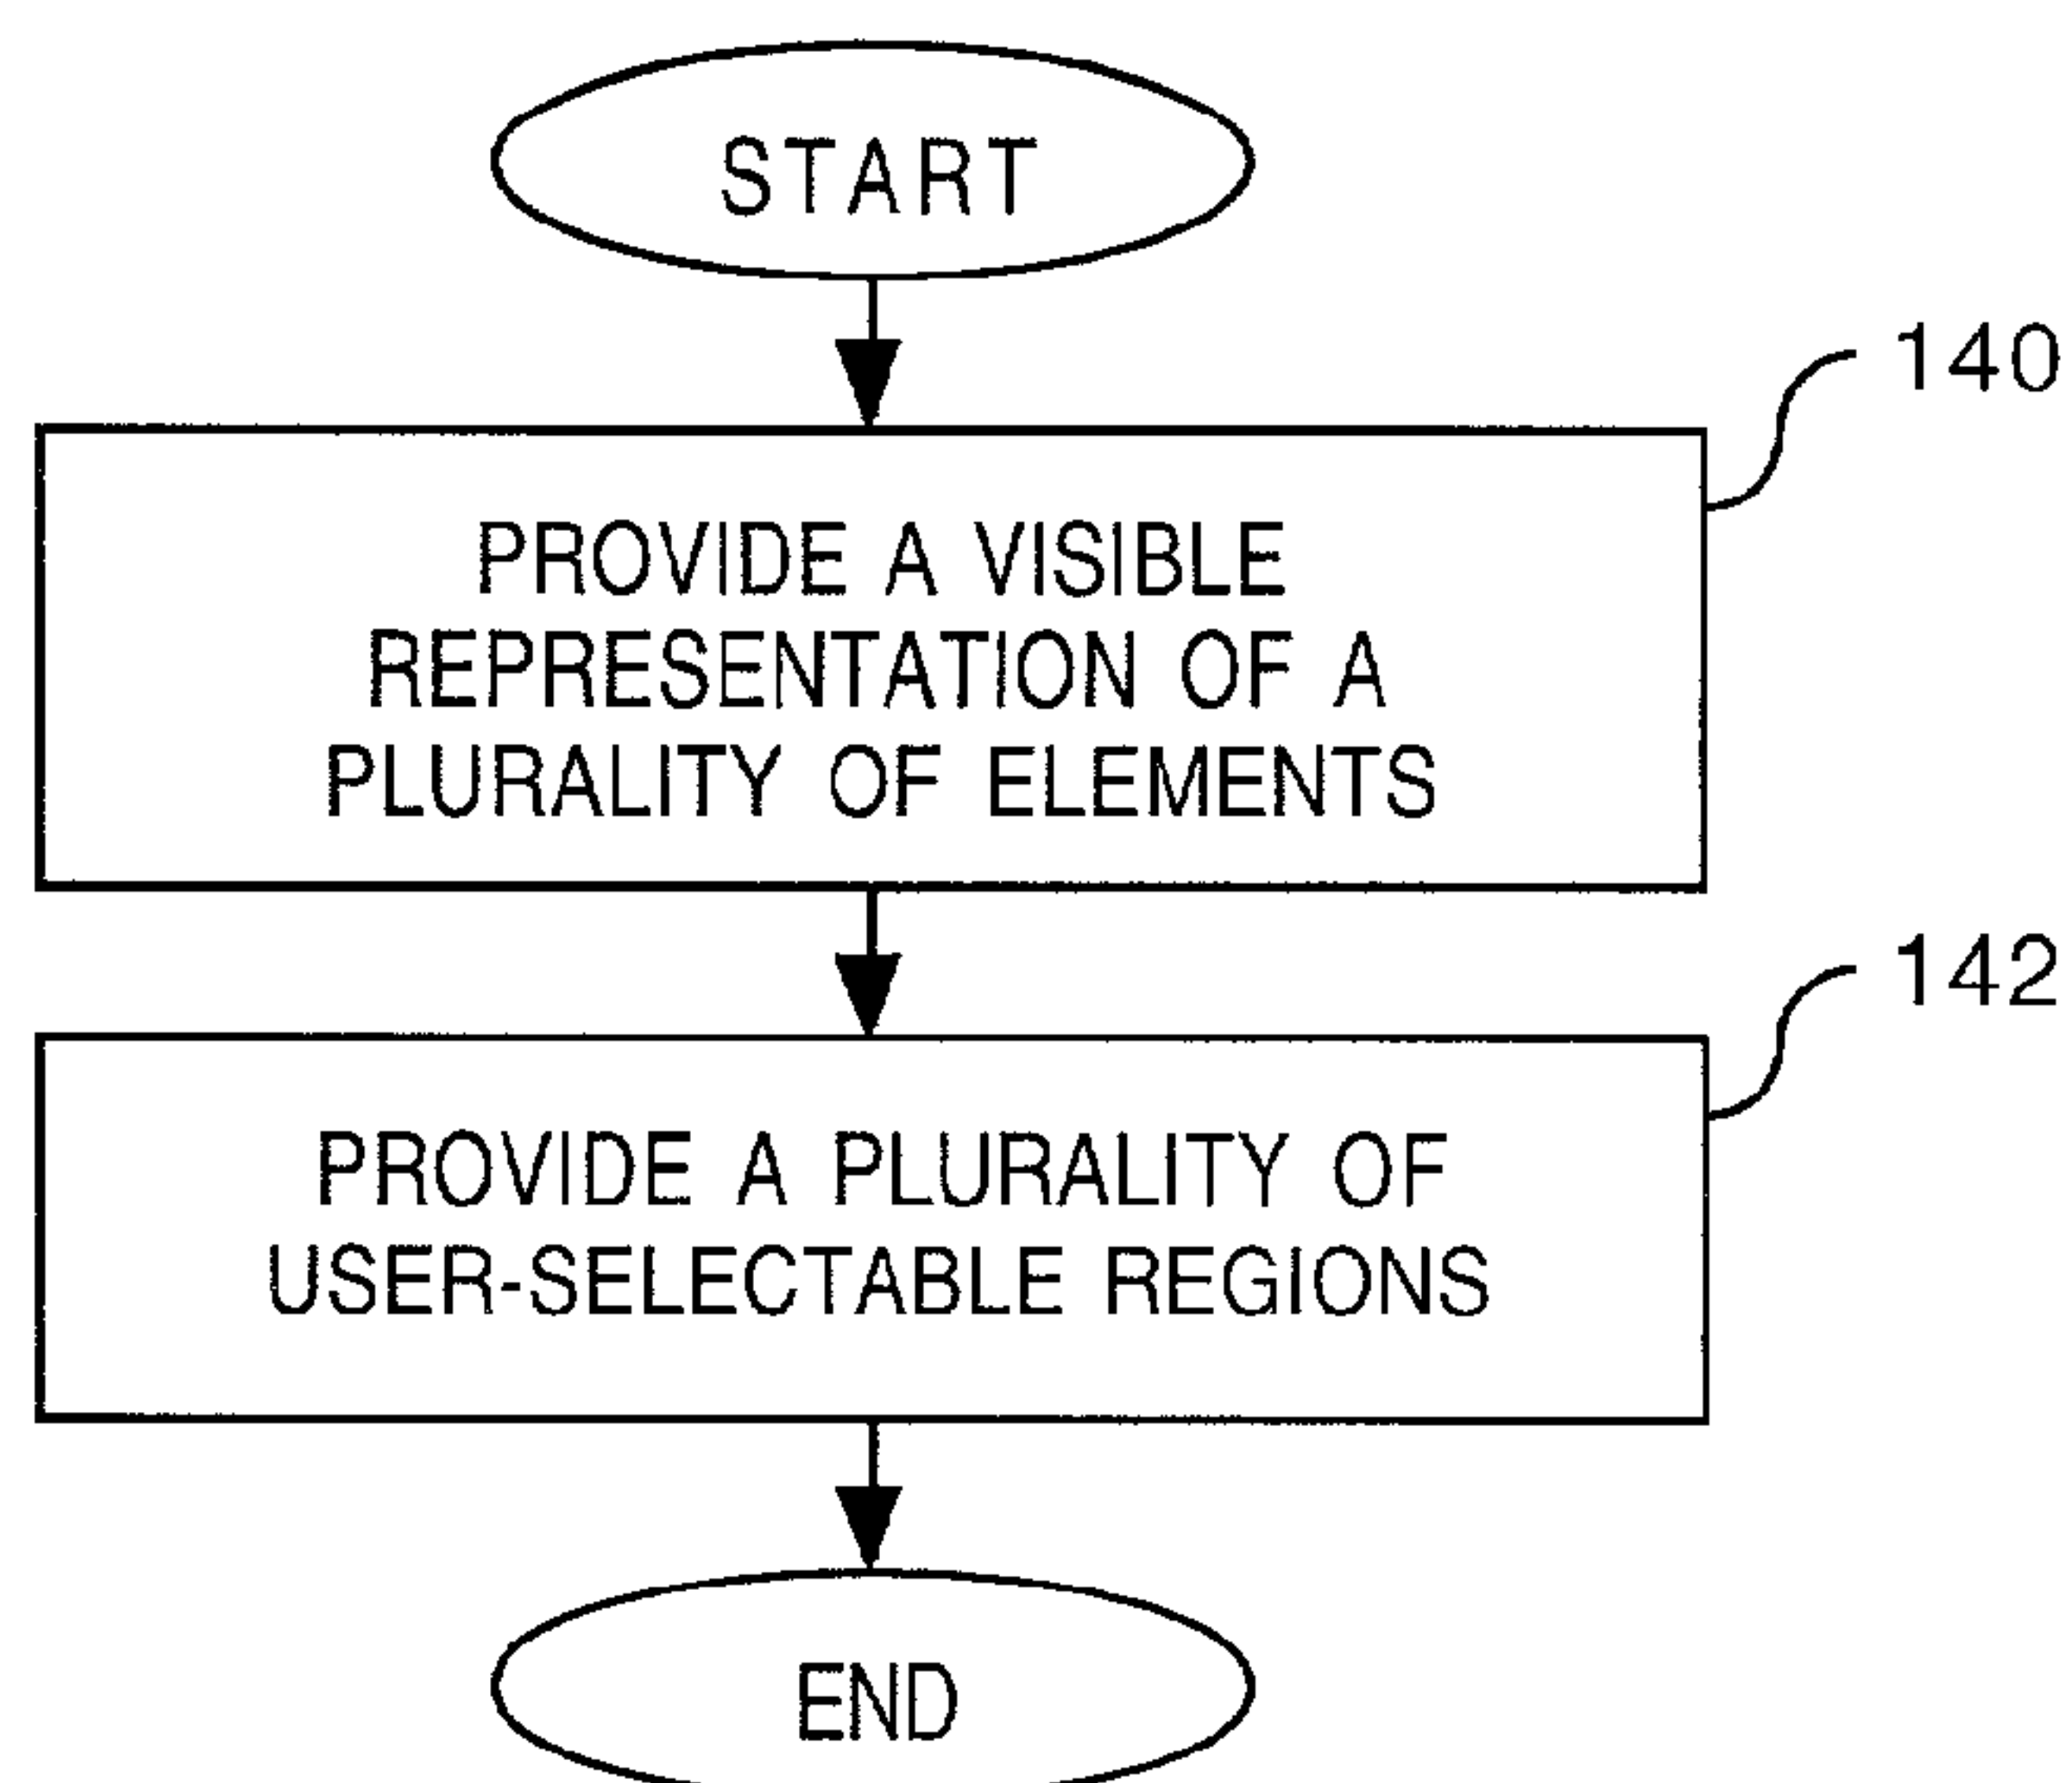 START
140
PROVIDE A VISIBLE
REPRESENTATION OF A
PLURALITY OF ELEMENTS
142
PROVIDE A PLURALITY OF
USER-SELECTABLE REGIONS
END